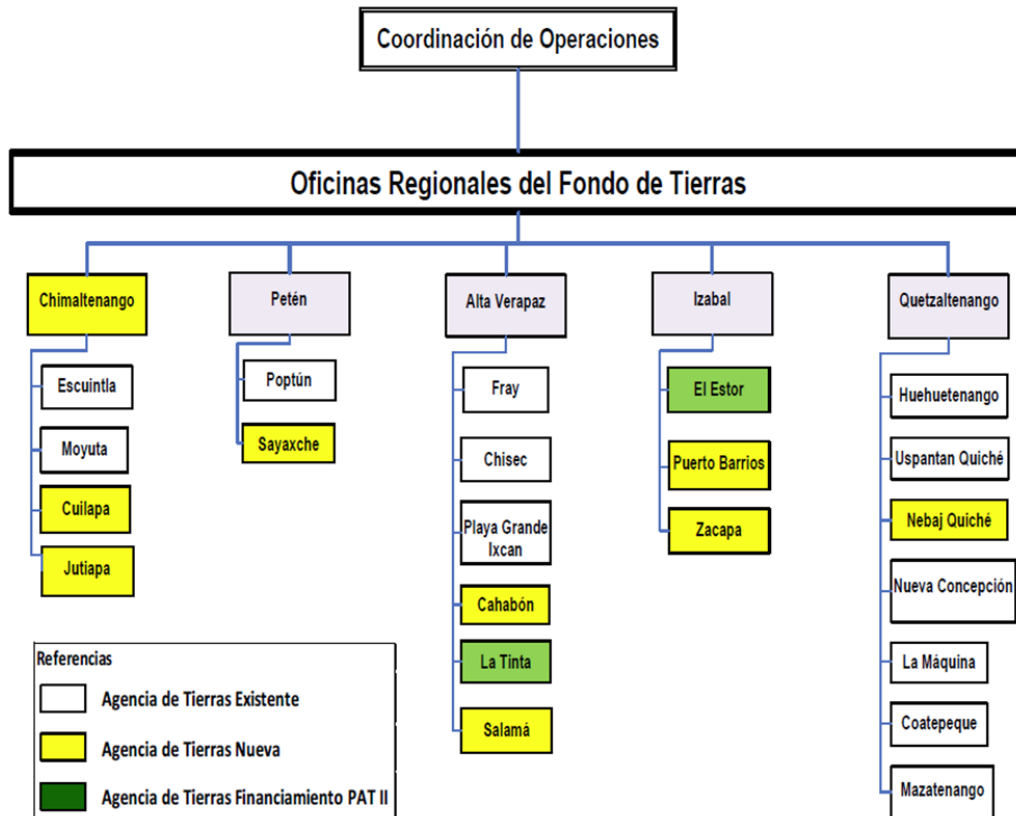 Coordinación de Operaciones
Oficinas Regionales del Fondo de Tierras
Chimaltenango
Escuintla
Moyuta
Cuilapa
Jutiapa
Petén
Poptún
Sayaxche
Alta Verapaz
Fray
Chisec
Playa Grande
Ixcan
Cahabón
La Tinta
Salamá
Izabal
El Estor
Puerto Barrios
Zacapa
Quetzaltenango
Huehuetenango
Uspantan Quiché
Nebaj Quiché
Nueva Concepción
La Máquina
Coatepeque
Mazatenango
Referencias
Agencia de Tierras Existente
Agencia de Tierras Nueva
Agencia de Tierras Financiamiento PAT II